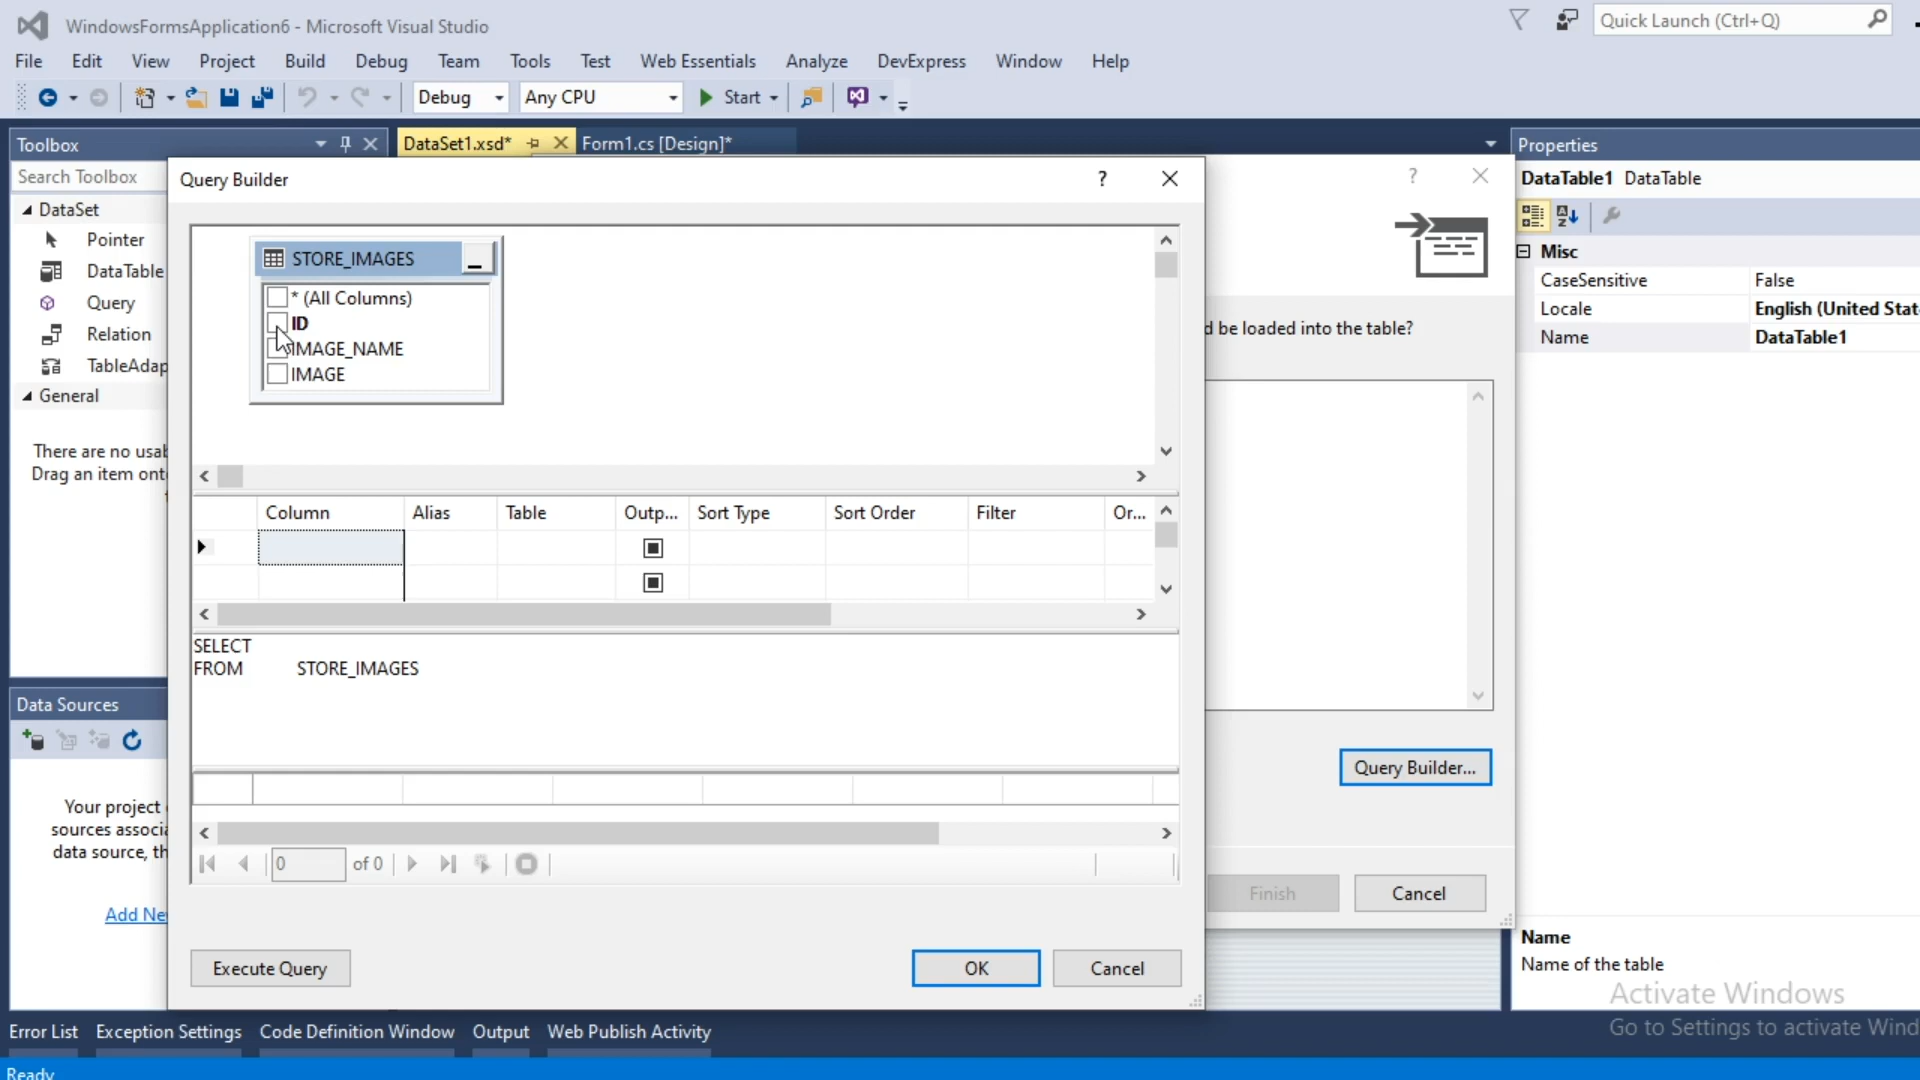 WindowsFormsApplication6 - Microsoft Visual Studio
Quick Launch (Ctrl+Q)
File Edit View Project Build Debug Team Tools Test Web Essentials Analyze DevExpress Window Help
Debug Any CPU Start
Toolbox
DataSet1.xsd* Form1.cs [Design]*
Properties
Search Toolbox
Query Builder ?
?
DataTable1 DataTable
DataSet
Pointer
DataTable
Query
Relation
TableAdap
General
There are no usal
Drag an item ont
STORE_IMAGES
* (All Columns)
ID
IMAGE_NAME
IMAGE
d be loaded into the table?
Misc
CaseSensitive False
Locale English (United Stat
Name DataTable1
Column Alias Table Outp... Sort Type Sort Order Filter Or...
SELECT
FROM STORE_IMAGES
0 of 0
Execute Query OK Cancel
Query Builder...
Finish Cancel
Data Sources
Your project
sources associa
data source, th
Add Ne
Name
Name of the table
Activate Windows
Go to Settings to activate Wind
Error List Exception Settings Code Definition Window Output Web Publish Activity
Ready